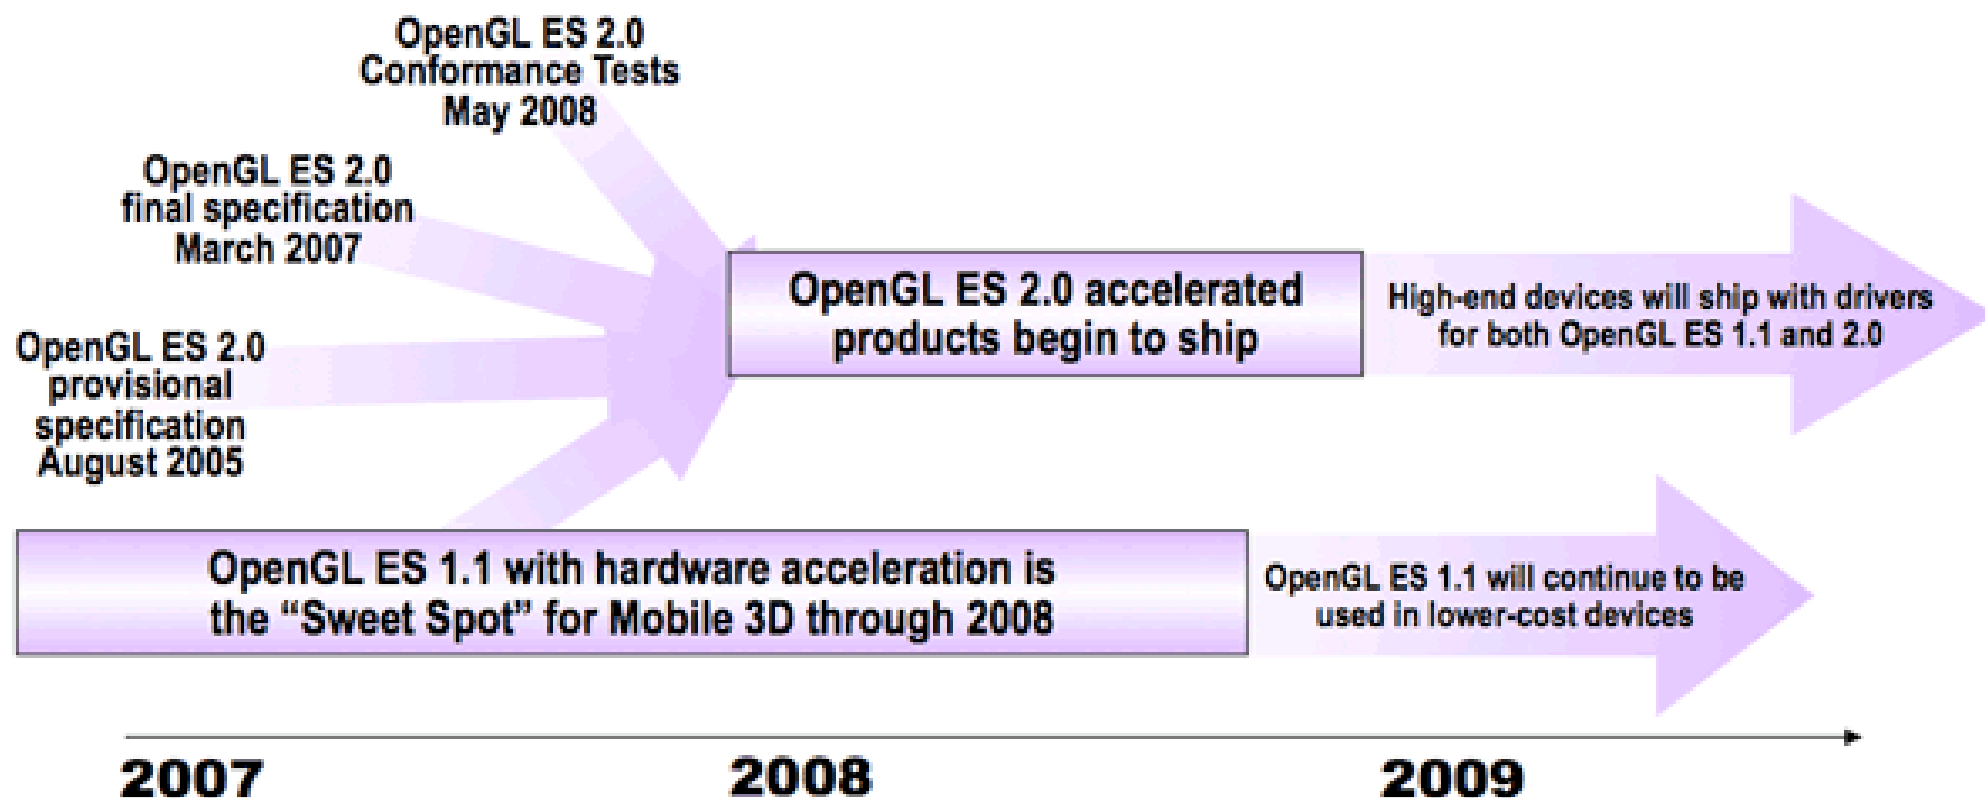 OpenGL ES 2.0
Conformance Tests
May 2008
OpenGL ES 2.0
final specification
March 2007
OpenGL ES 2.0
provisional
specification
August 2005
OpenGL ES 2.0 accelerated
products begin to ship
High-end devices will ship with drivers
for both OpenGL ES 1.1 and 2.0
OpenGL ES 1.1 with hardware acceleration is
the “Sweet Spot” for Mobile 3D through 2008
OpenGL ES 1.1 will continue to be
used in lower-cost devices
2007
2008
2009